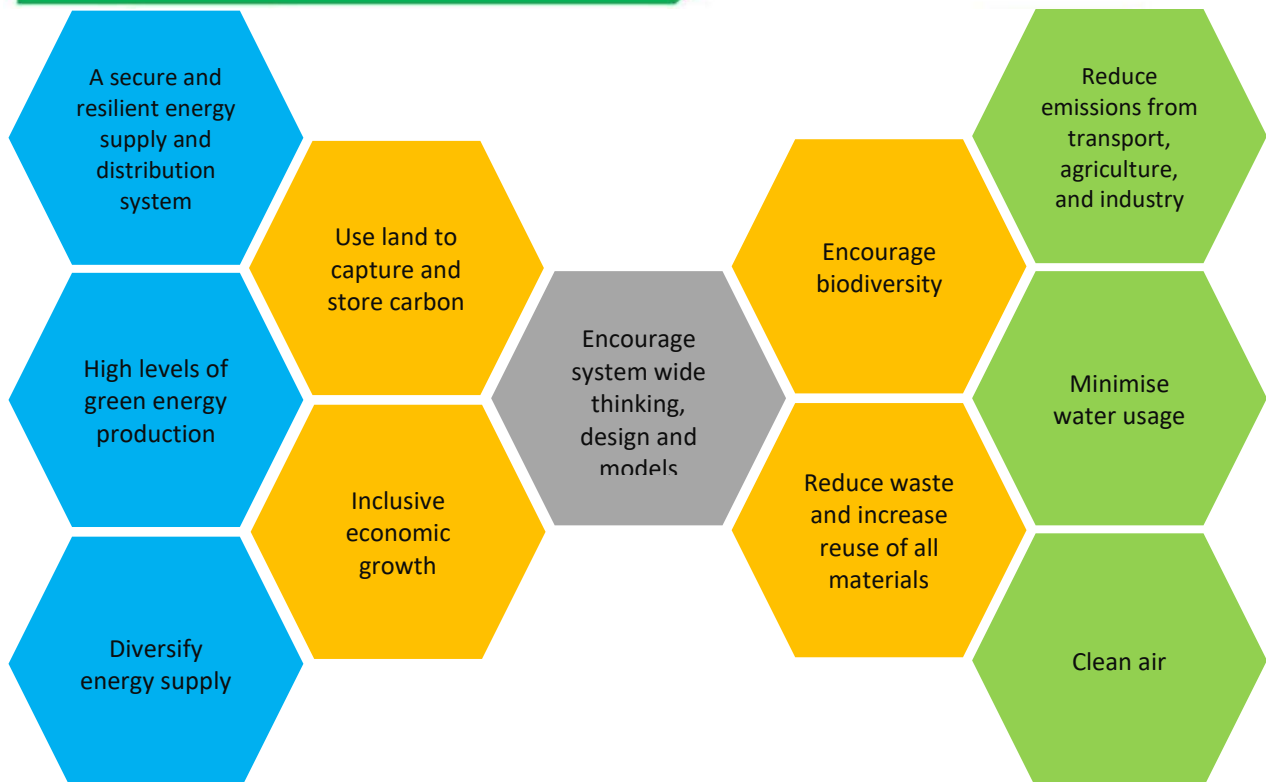 A secure and
resilient energy
supply and
distribution
system
High levels of
green energy
production
Diversify
energy supply
Use land to
capture and
store carbon
Inclusive
economic
growth
Encourage
system wide
thinking,
design and
models
Encourage
biodiversity
Reduce waste
and increase
reuse of all
materials
Reduce
emissions from
transport,
agriculture,
and industry
Minimise
water usage
Clean air